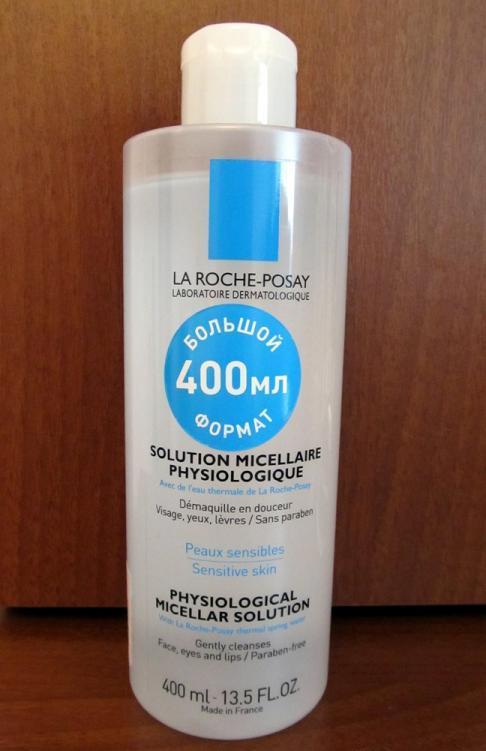 LA ROCHE-POSAY
LABORATOIRE DERMATOLOGIQUE
БОЛЬШОЙ
400мл
ФОРМАТ
SOLUTION MICELLAIRE
PHYSIOLOGIQUE
Avec de l'eau thermale de La Roche-Posay
Démaquille en douceur
Visage, yeux, lèvres / Sans paraben
Peaux sensibles
Sensitive skin
PHYSIOLOGICAL
MICELLAR SOLUTION
With La Roche-Posay thermal spring water
Gently cleanses
Face, eyes and lips / Paraben-free
400 ml - 13.5 FL.OZ.
Made in France